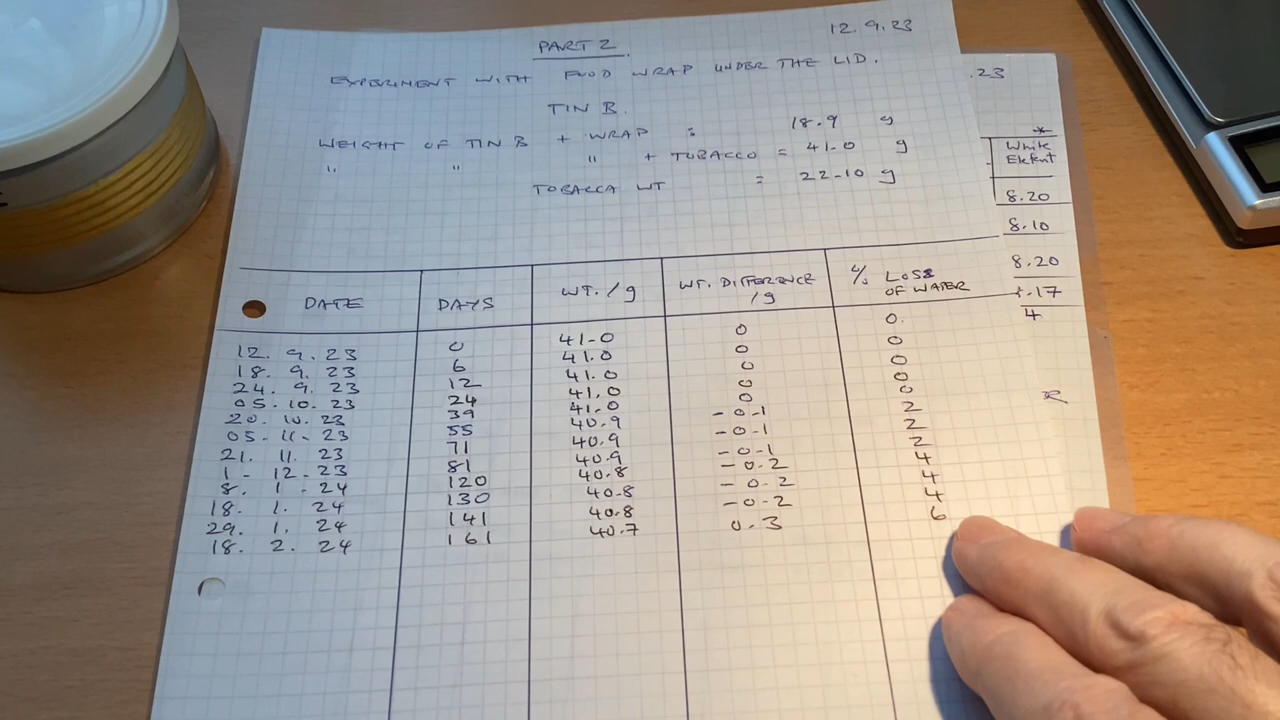 PART 2.
12.9.23
EXPERIMENT WITH FOOD WRAP UNDER THE LID.
TIN B.
WEIGHT OF TIN B + WRAP : 18.9 g
" " " + TOBACCO = 41.0 g
TOBACCA WT = 22.10 g
DATE DAYS WT. / g WT. DIFFERENCE / g % LOSS OF WATER
12. 9. 23 0 41-0 0 0.
18. 9. 23 6 41.0 0 0
24. 9. 23 12 41.0 0 0
05. 10. 23 24 41.0 0 0
20. 10. 23 39 41.0 0 0
05. 11. 23 55 40.9 -0.1 2
21. 11. 23 71 40.9 -0.1 2
1 - 12.23 81 40.9 -0.1 2
8. 1. 24 120 40.8 -0.2 4
18. 1. 24 130 40.8 -0.2 4
29. 1. 24 141 40.8 -0.2 4
18. 2. 24 161 40.7 0.3 6
.23
*
White
Elefent
8.20
8.10
8.20
.17
4
R